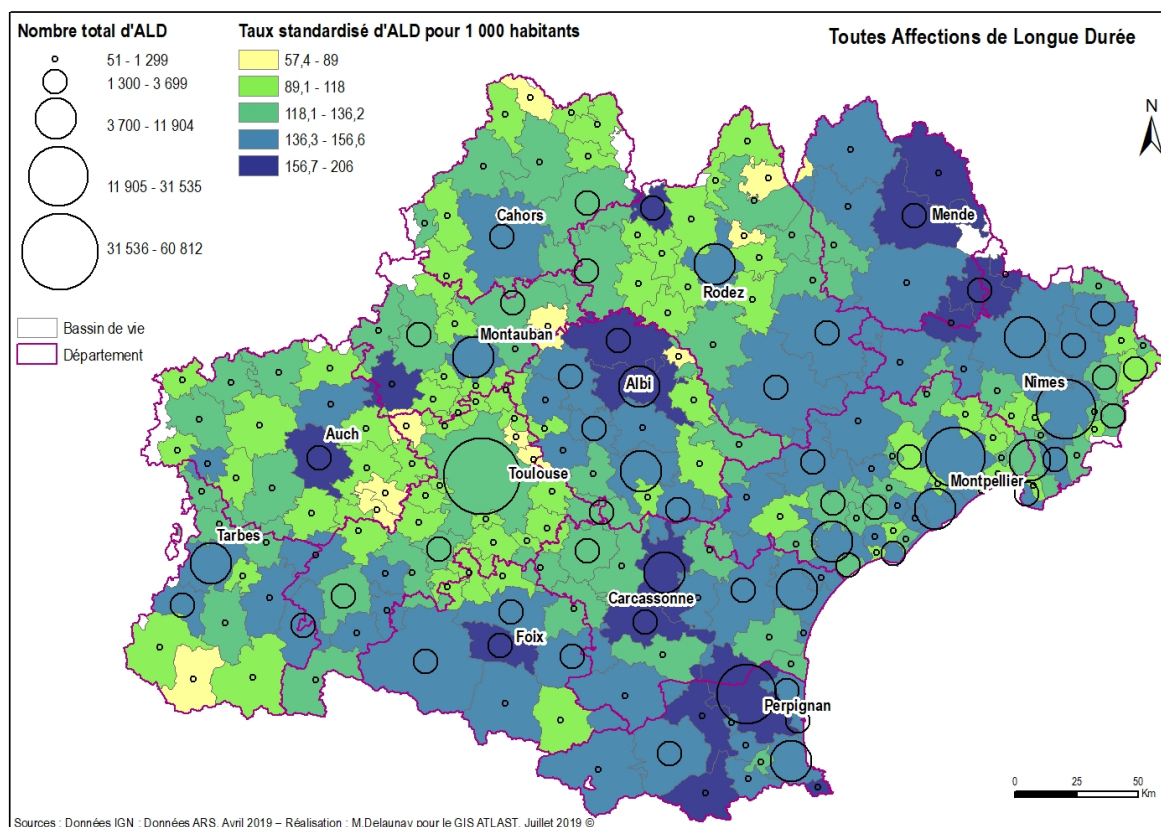 Toutes Affections de Longue Durée
Nombre total d'ALD
51 - 1 299
1 300 - 3 699
3 700 - 11 904
11 905 - 31 535
31 536 - 60 812
Taux standardisé d'ALD pour 1 000 habitants
57,4 - 89
89,1 - 118
118,1 - 136,2
136,3 - 156,6
156,7 - 206
Bassin de vie
Département
N
Cahors
Mende
Rodez
Montauban
Albi
Nîmes
Auch
Toulouse
Montpellier
Tarbes
Carcassonne
Foix
Perpignan
0 25 50
Km
Sources : Données IGN ; Données ARS, Avril 2019 – Réalisation : M.Delaunay pour le GIS ATLAST, Juillet 2019 ©